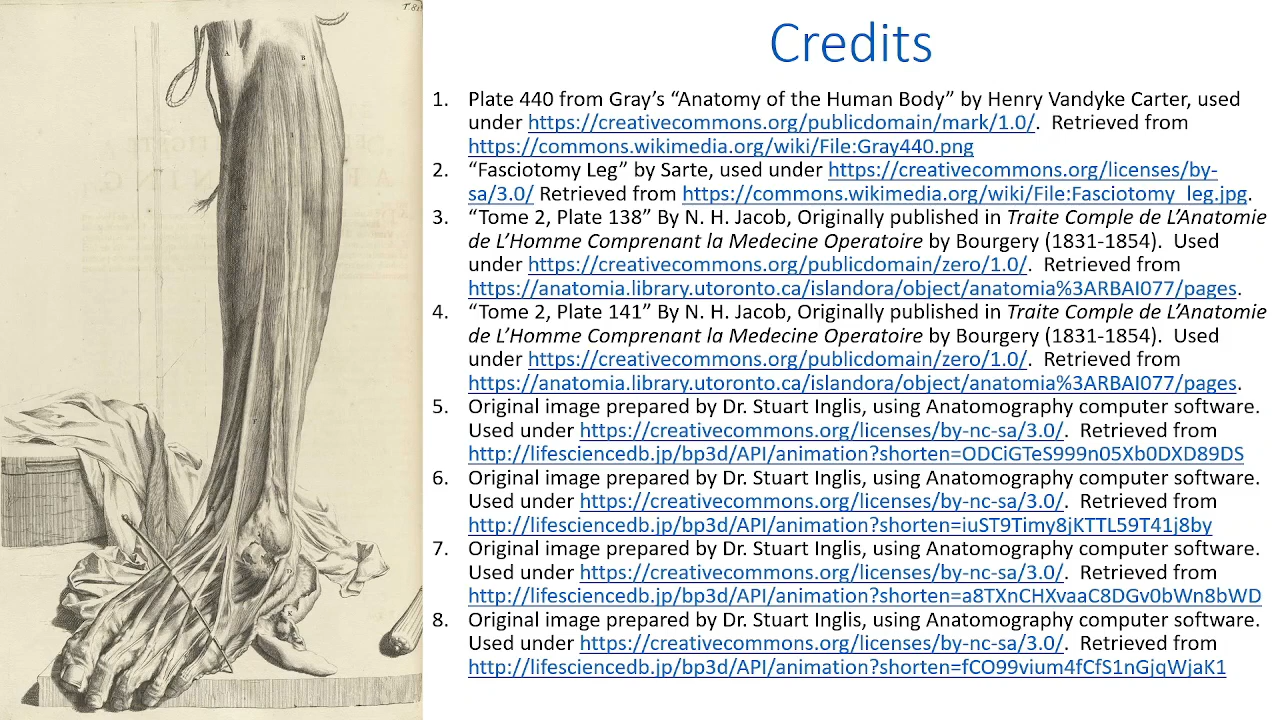 T 82
Credits
1. Plate 440 from Gray's “Anatomy of the Human Body” by Henry Vandyke Carter, used
under https://creativecommons.org/publicdomain/mark/1.0/. Retrieved from
https://commons.wikimedia.org/wiki/File:Gray440.png
2. “Fasciotomy Leg” by Sarte, used under https://creativecommons.org/licenses/by-
sa/3.0/ Retrieved from https://commons.wikimedia.org/wiki/File:Fasciotomy_leg.jpg.
3. “Tome 2, Plate 138” By N. H. Jacob, Originally published in Traite Comple de L’Anatomie
de L’Homme Comprenant la Medecine Operatoire by Bourgery (1831-1854). Used
under https://creativecommons.org/publicdomain/zero/1.0/. Retrieved from
https://anatomia.library.utoronto.ca/islandora/object/anatomia%3ARBAI077/pages.
4. “Tome 2, Plate 141” By N. H. Jacob, Originally published in Traite Comple de L’Anatomie
de L’Homme Comprenant la Medecine Operatoire by Bourgery (1831-1854). Used
under https://creativecommons.org/publicdomain/zero/1.0/. Retrieved from
https://anatomia.library.utoronto.ca/islandora/object/anatomia%3ARBAI077/pages.
5. Original image prepared by Dr. Stuart Inglis, using Anatomography computer software.
Used under https://creativecommons.org/licenses/by-nc-sa/3.0/. Retrieved from
http://lifesciencedb.jp/bp3d/API/animation?shorten=ODCiGTeS999n05Xb0DXD89DS
6. Original image prepared by Dr. Stuart Inglis, using Anatomography computer software.
Used under https://creativecommons.org/licenses/by-nc-sa/3.0/. Retrieved from
http://lifesciencedb.jp/bp3d/API/animation?shorten=iuST9Timy8jKTTL59T41j8by
7. Original image prepared by Dr. Stuart Inglis, using Anatomography computer software.
Used under https://creativecommons.org/licenses/by-nc-sa/3.0/. Retrieved from
http://lifesciencedb.jp/bp3d/API/animation?shorten=a8TXnCHXvaaC8DGv0bWn8bWD
8. Original image prepared by Dr. Stuart Inglis, using Anatomography computer software.
Used under https://creativecommons.org/licenses/by-nc-sa/3.0/. Retrieved from
http://lifesciencedb.jp/bp3d/API/animation?shorten=fCO99vium4fCfS1nGjqWjaK1